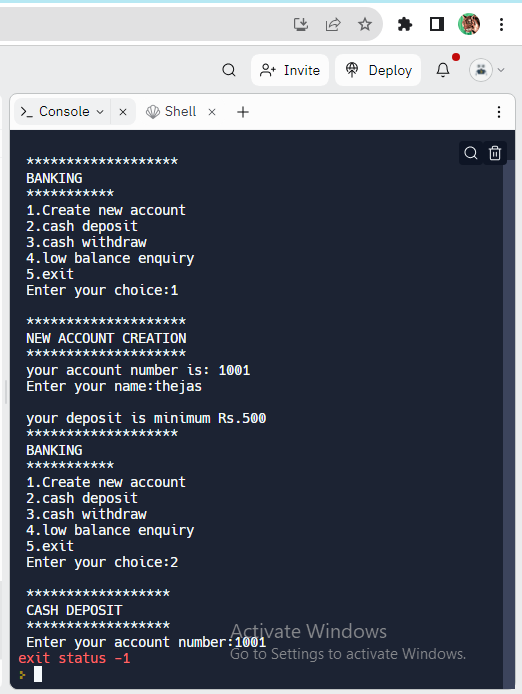 Invite
Deploy
Console
Shell
*******************
BANKING
***********
1.Create new account
2.cash deposit
3.cash withdraw
4.low balance enquiry
5.exit
Enter your choice:1
********************
NEW ACCOUNT CREATION
********************
your account number is: 1001
Enter your name:thejas
your deposit is minimum Rs.500
*******************
BANKING
***********
1.Create new account
2.cash deposit
3.cash withdraw
4.low balance enquiry
5.exit
Enter your choice:2
******************
CASH DEPOSIT
******************
Enter your account number:1001
exit status -1
Activate Windows
Go to Settings to activate Windows.